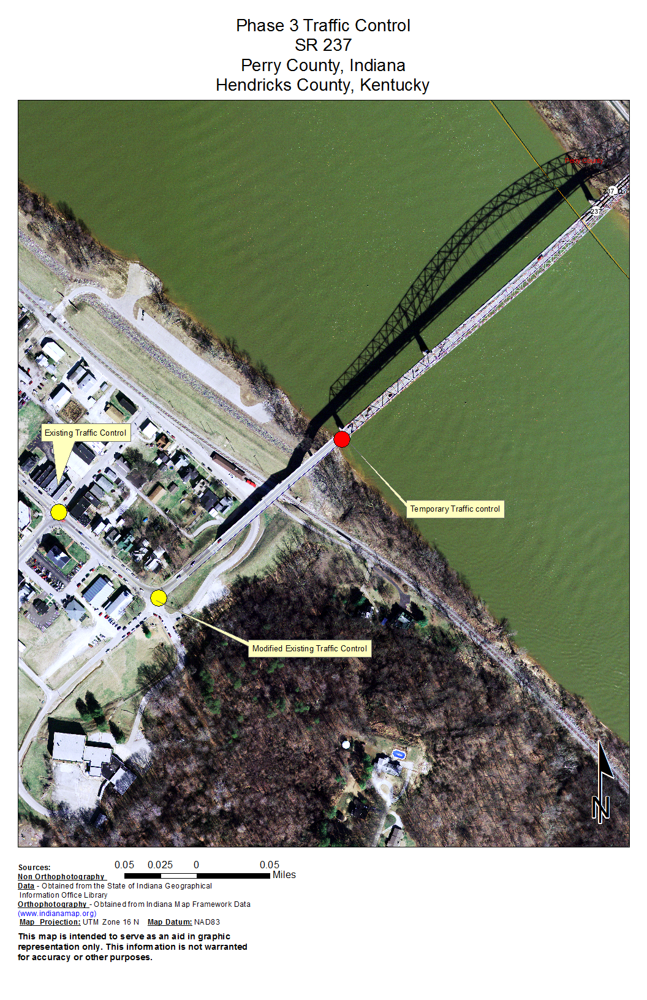 Phase 3 Traffic Control
SR 237
Perry County, Indiana
Hendricks County, Kentucky
237
237
Existing Traffic Control
Temporary Traffic control
Modified Existing Traffic Control
N
0.05 0.025 0 0.05
Miles
Sources:
Non Orthophotography
Data - Obtained from the State of Indiana Geographical
Information Office Library
Orthophotography - Obtained from Indiana Map Framework Data
(www.indianamap.org)
Map Projection: UTM Zone 16 N Map Datum: NAD83
This map is intended to serve as an aid in graphic
representation only. This information is not warranted
for accuracy or other purposes.